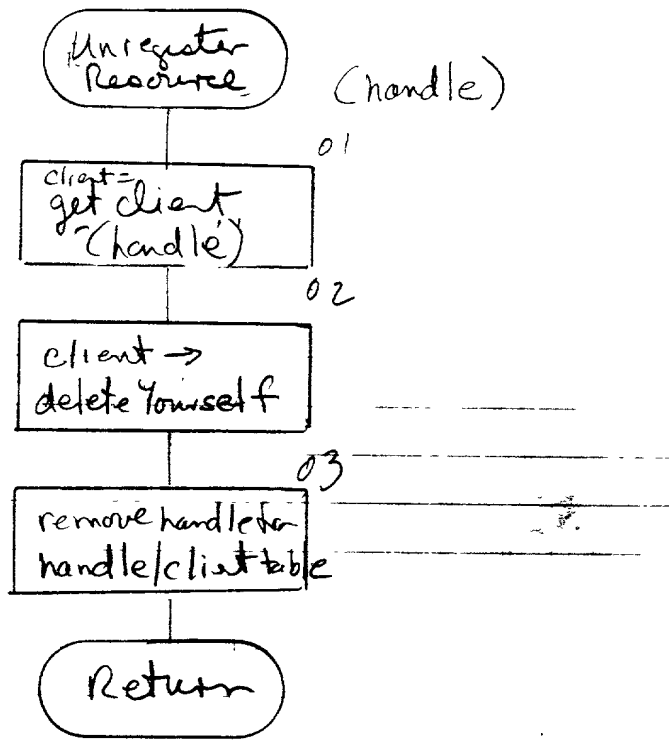 Unregister
Resource
(handle)
01
client =
get client
(handle)
02
client →
delete Yourself
03
remove handle
handle/client table
Return